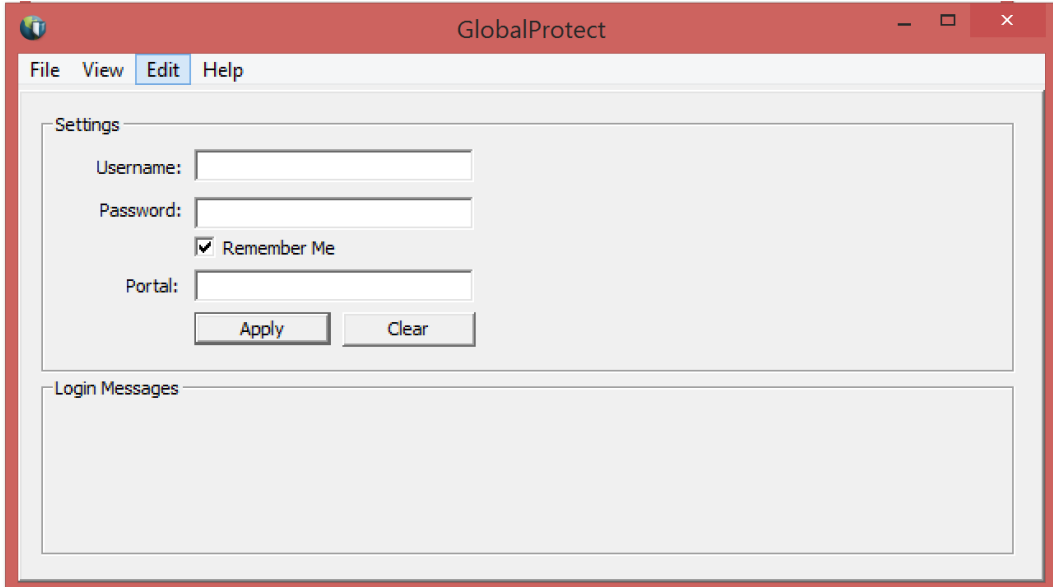 GlobalProtect
File View Edit Help
Settings
Username:
Password:
Remember Me
Portal:
Apply Clear
Login Messages